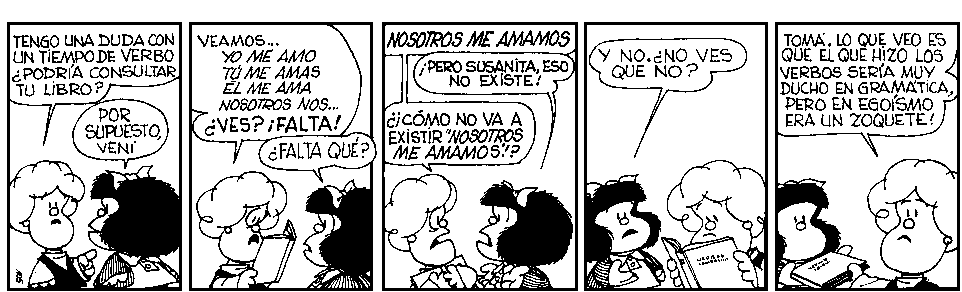 TENGO UNA DUDA CON
UN TIEMPO DE VERBO
¿PODRÍA CONSULTAR
TU LIBRO?
POR
SUPUESTO,
VENÍ
VEAMOS...
YO ME AMO
TÚ ME AMAS
ÉL ME AMA
NOSOTROS NOS...
¿VES? ¡FALTA!
¿FALTA QUÉ?
NOSOTROS ME AMAMOS
¡PERO SUSANITA, ESO
NO EXISTE!
¿¡CÓMO NO VA A
EXISTIR "NOSOTROS
ME AMAMOS"!?
Y NO. ¿NO VES
QUE NO?
TOMÁ. LO QUE VEO ES
QUE EL QUE HIZO LOS
VERBOS SERÍA MUY
DUCHO EN GRAMÁTICA,
PERO EN EGOÍSMO
ERA UN ZOQUETE!